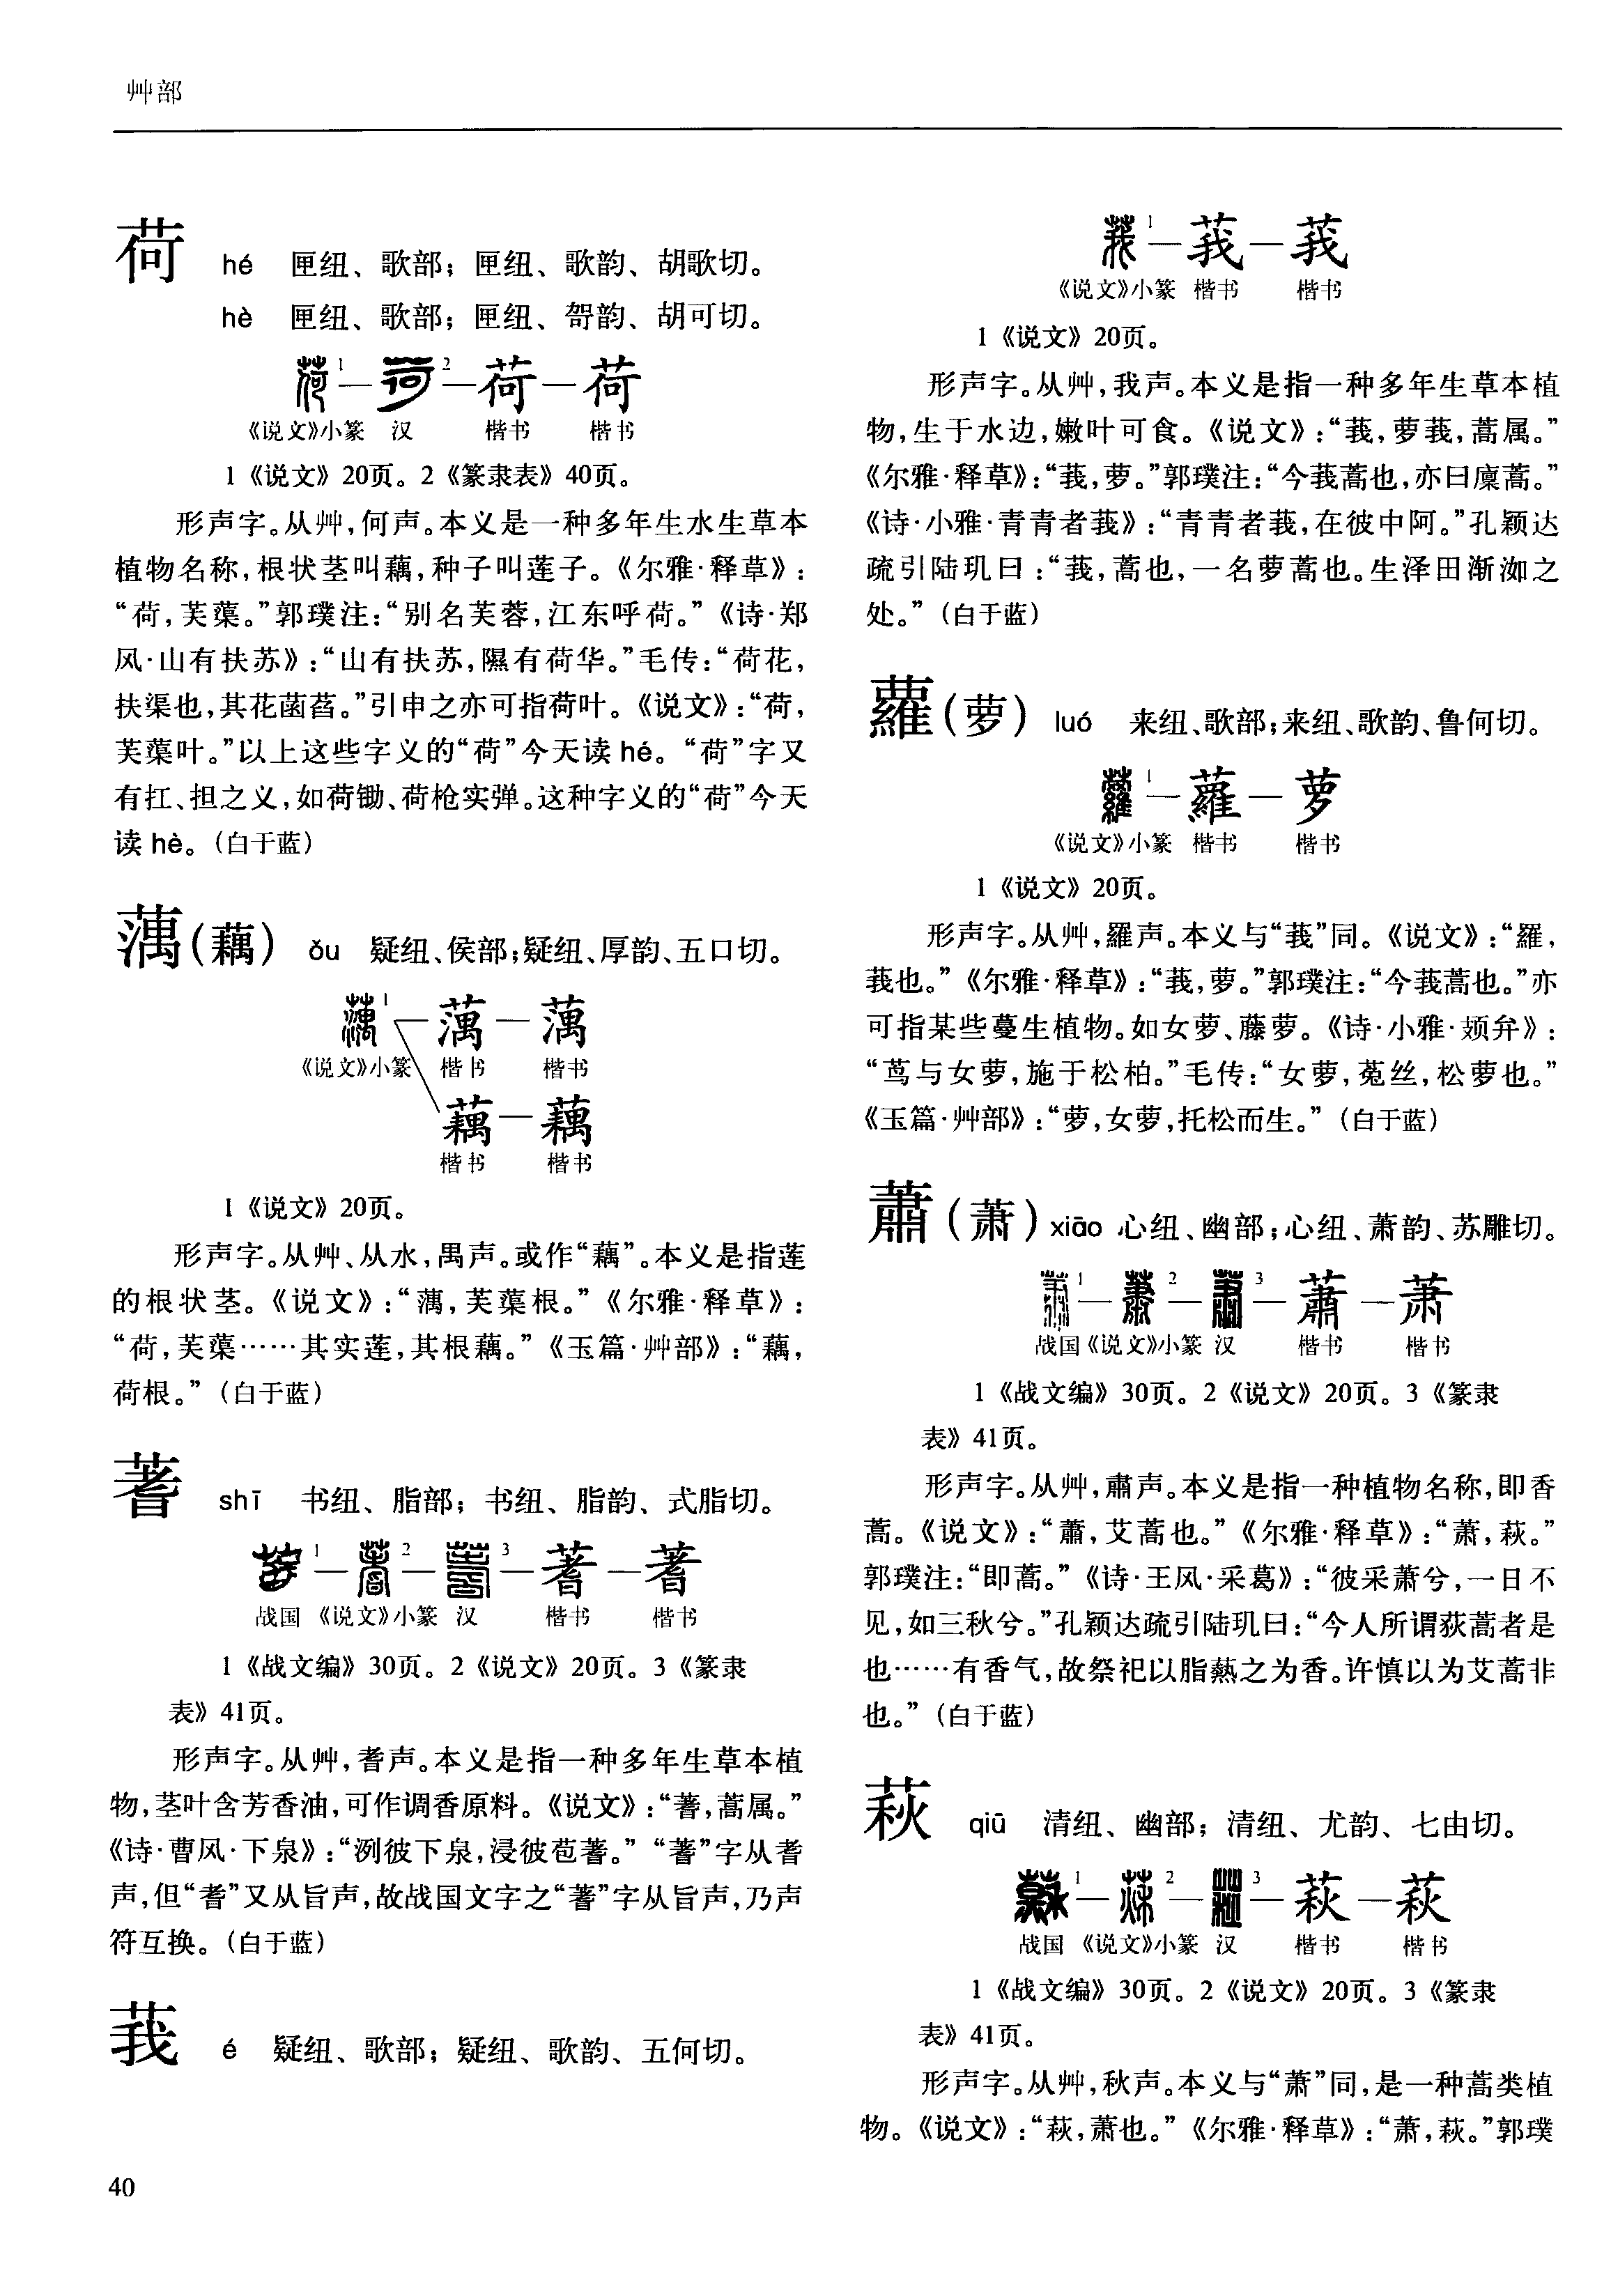 艸部
荷 hé 匣纽、歌部；匣纽、歌韵、胡歌切。
hè 匣纽、歌部；匣纽、哿韵、胡可切。
荷1—荷2—荷—荷
《说文》小篆 汉 楷书 楷书
1《说文》20页。2《篆隶表》40页。
形声字。从艸，何声。本义是一种多年生水生草本
植物名称，根状茎叫藕，种子叫莲子。《尔雅·释草》：
“荷，芙蕖。”郭璞注：“别名芙蓉，江东呼荷。”《诗·郑
风·山有扶苏》：“山有扶苏，隰有荷华。”毛传：“荷花，
扶渠也，其花菡萏。”引申之亦可指荷叶。《说文》：“荷，
芙蕖叶。”以上这些字义的“荷”今天读hé。“荷”字又
有扛、担之义，如荷锄、荷枪实弹。这种字义的“荷”今天
读hè。（白于蓝）
蕅（藕） ǒu 疑纽、侯部；疑纽、厚韵、五口切。
蕅1—蕅—蕅
《说文》小篆 楷书 楷书
藕—藕
楷书 楷书
1《说文》20页。
形声字。从艸、从水，禺声。或作“藕”。本义是指莲
的根状茎。《说文》：“蕅，芙蕖根。”《尔雅·释草》：
“荷，芙蕖……其实莲，其根藕。”《玉篇·艸部》：“藕，
荷根。”（白于蓝）
蓍 shī 书纽、脂部；书纽、脂韵、式脂切。
蓍1—蓍2—蓍3—蓍—蓍
战国 《说文》小篆 汉 楷书 楷书
1《战文编》30页。2《说文》20页。3《篆隶
表》41页。
形声字。从艸，耆声。本义是指一种多年生草本植
物，茎叶含芳香油，可作调香原料。《说文》：“蓍，蒿属。”
《诗·曹风·下泉》：“洌彼下泉，浸彼苞蓍。”“蓍”字从耆
声，但“耆”又从旨声，故战国文字之“蓍”字从旨声，乃声
符互换。（白于蓝）
莪 é 疑纽、歌部；疑纽、歌韵、五何切。
莪1—莪—莪
《说文》小篆 楷书 楷书
1《说文》20页。
形声字。从艸，我声。本义是指一种多年生草本植
物，生于水边，嫩叶可食。《说文》：“莪，萝莪，蒿属。”
《尔雅·释草》：“莪，萝。”郭璞注：“今莪蒿也，亦曰廪蒿。”
《诗·小雅·青青者莪》：“青青者莪，在彼中阿。”孔颖达
疏引陆玑曰：“莪，蒿也，一名萝蒿也。生泽田渐洳之
处。”（白于蓝）
蘿（萝） luó 来纽、歌部；来纽、歌韵、鲁何切。
蘿1—蘿—萝
《说文》小篆 楷书 楷书
1《说文》20页。
形声字。从艸，羅声。本义与“莪”同。《说文》：“羅，
莪也。”《尔雅·释草》：“莪，萝。”郭璞注：“今莪蒿也。”亦
可指某些蔓生植物。如女萝、藤萝。《诗·小雅·頍弁》：
“茑与女萝，施于松柏。”毛传：“女萝，菟丝，松萝也。”
《玉篇·艸部》：“萝，女萝，托松而生。”（白于蓝）
蕭（萧） xiāo 心纽、幽部；心纽、萧韵、苏雕切。
蕭1—蕭2—蕭3—蕭—萧
战国 《说文》小篆 汉 楷书 楷书
1《战文编》30页。2《说文》20页。3《篆隶
表》41页。
形声字。从艸，肅声。本义是指一种植物名称，即香
蒿。《说文》：“蕭，艾蒿也。”《尔雅·释草》：“萧，萩。”
郭璞注：“即蒿。”《诗·王风·采葛》：“彼采萧兮，一日不
见，如三秋兮。”孔颖达疏引陆玑曰：“今人所谓荻蒿者是
也……有香气，故祭祀以脂爇之为香。许慎以为艾蒿非
也。”（白于蓝）
萩 qiū 清纽、幽部；清纽、尤韵、七由切。
萩1—萩2—萩3—萩—萩
战国 《说文》小篆 汉 楷书 楷书
1《战文编》30页。2《说文》20页。3《篆隶
表》41页。
形声字。从艸，秋声。本义与“萧”同，是一种蒿类植
物。《说文》：“萩，萧也。”《尔雅·释草》：“萧，萩。”郭璞
40